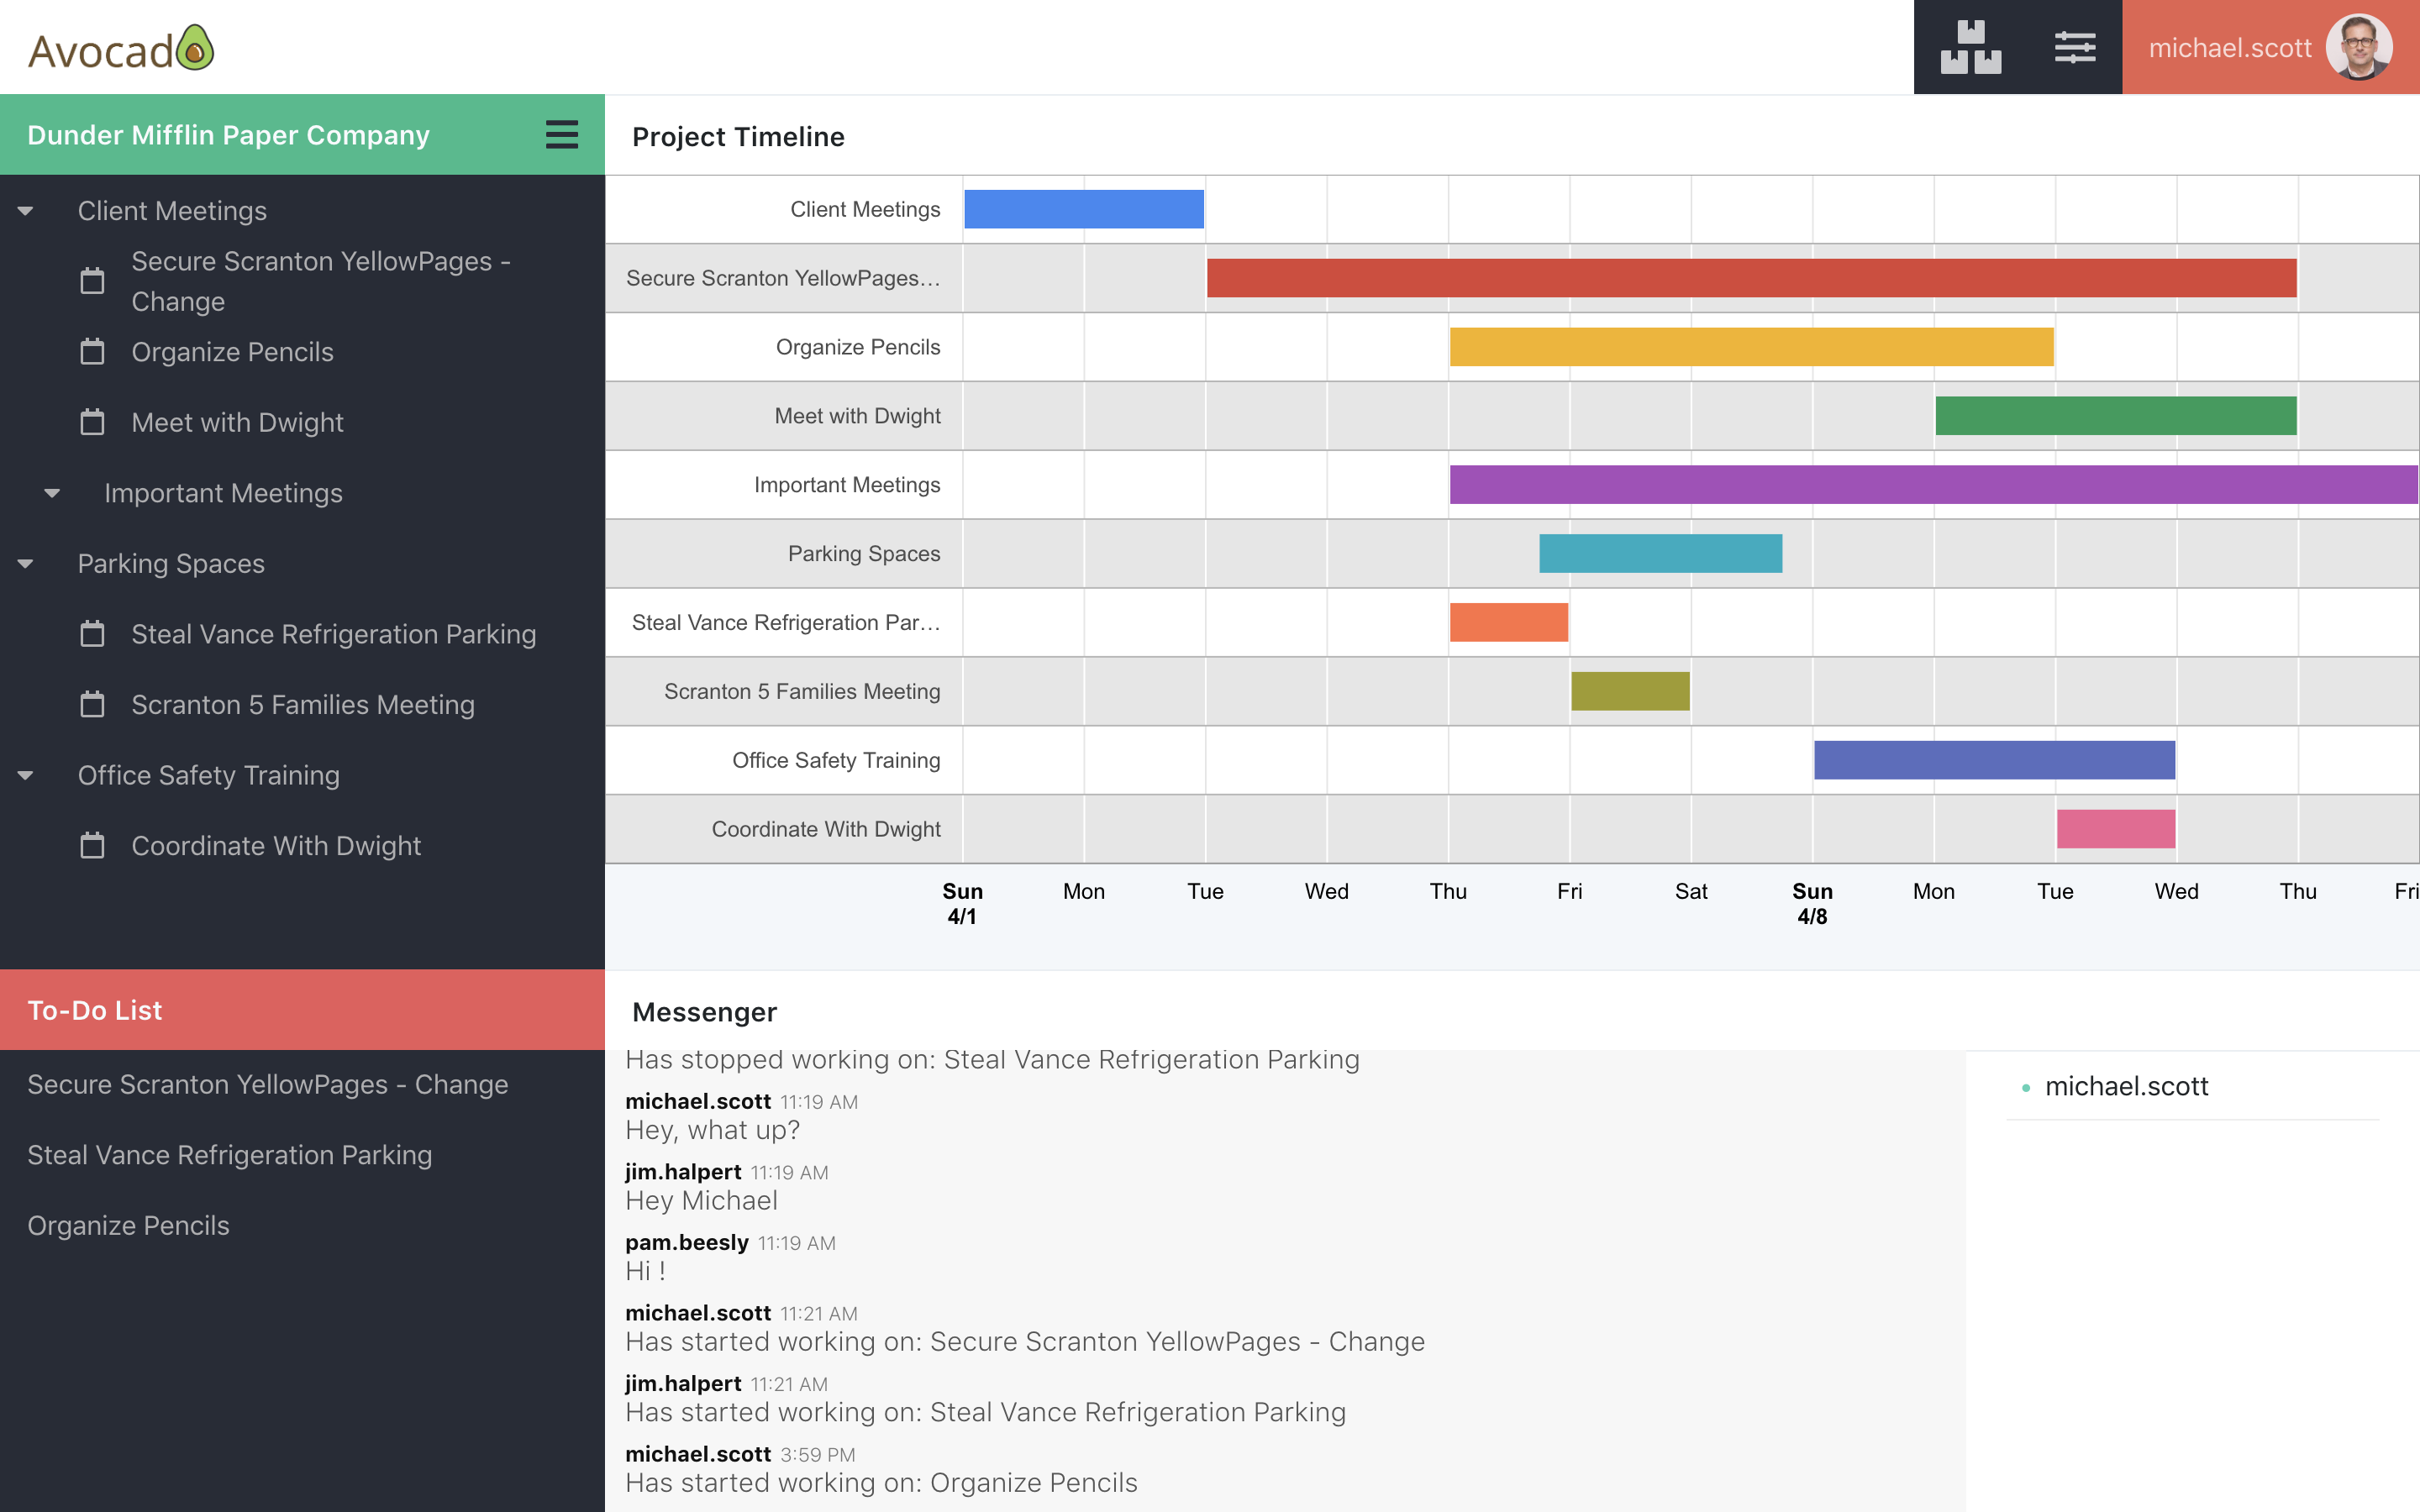 Avocado
michael.scott
Dunder Mifflin Paper Company
Client Meetings
Secure Scranton YellowPages -
Change
Organize Pencils
Meet with Dwight
Important Meetings
Parking Spaces
Steal Vance Refrigeration Parking
Scranton 5 Families Meeting
Office Safety Training
Coordinate With Dwight
To-Do List
Secure Scranton YellowPages - Change
Steal Vance Refrigeration Parking
Organize Pencils
Project Timeline
Client Meetings
Secure Scranton YellowPages…
Organize Pencils
Meet with Dwight
Important Meetings
Parking Spaces
Steal Vance Refrigeration Par…
Scranton 5 Families Meeting
Office Safety Training
Coordinate With Dwight
Sun Mon Tue Wed Thu Fri Sat Sun Mon Tue Wed Thu Fri
4/1 4/8
Messenger
Has stopped working on: Steal Vance Refrigeration Parking
michael.scott 11:19 AM
Hey, what up?
jim.halpert 11:19 AM
Hey Michael
pam.beesly 11:19 AM
Hi !
michael.scott 11:21 AM
Has started working on: Secure Scranton YellowPages - Change
jim.halpert 11:21 AM
Has started working on: Steal Vance Refrigeration Parking
michael.scott 3:59 PM
Has started working on: Organize Pencils
michael.scott